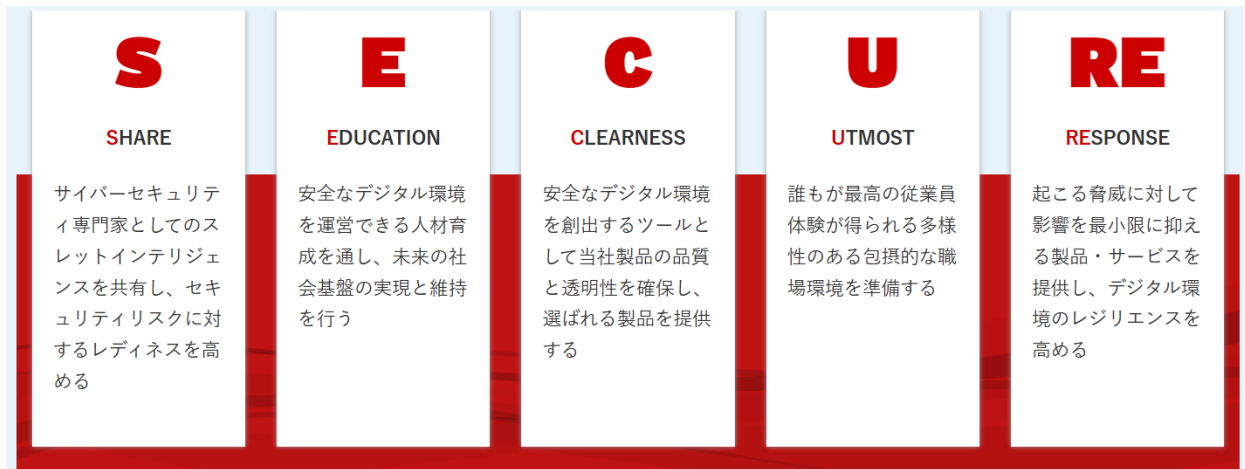 S
SHARE
サイバーセキュリテ
ィ専門家としてのス
レットインテリジェ
ンスを共有し、セキ
ュリティリスクに対
するレディネスを高
める
E
EDUCATION
安全なデジタル環境
を運営できる人材育
成を通し、未来の社
会基盤の実現と維持
を行う
C
CLEARNESS
安全なデジタル環境
を創出するツールと
して当社製品の品質
と透明性を確保し、
選ばれる製品を提供
する
U
UTMOST
誰もが最高の従業員
体験が得られる多様
性のある包摂的な職
場環境を準備する
RE
RESPONSE
起こる脅威に対して
影響を最小限に抑え
る製品・サービスを
提供し、デジタル環
境のレジリエンスを
高める